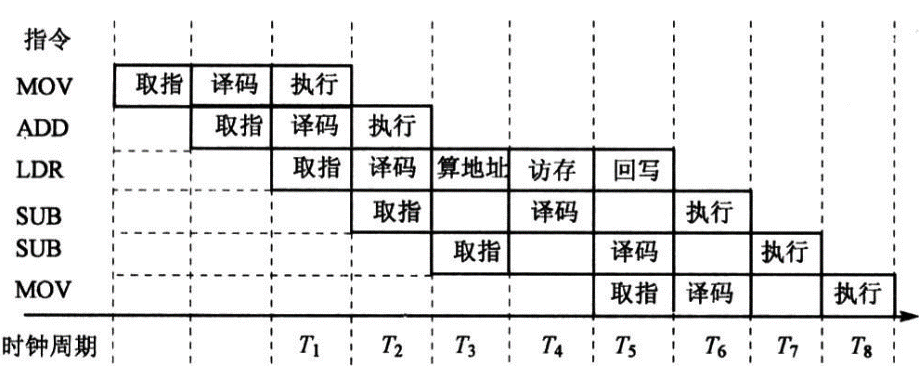 指令
MOV 取指 译码 执行
ADD 取指 译码 执行
LDR 取指 译码 算地址 访存 回写
SUB 取指 译码 执行
SUB 取指 译码 执行
MOV 取指 译码 执行
时钟周期 T1 T2 T3 T4 T5 T6 T7 T8